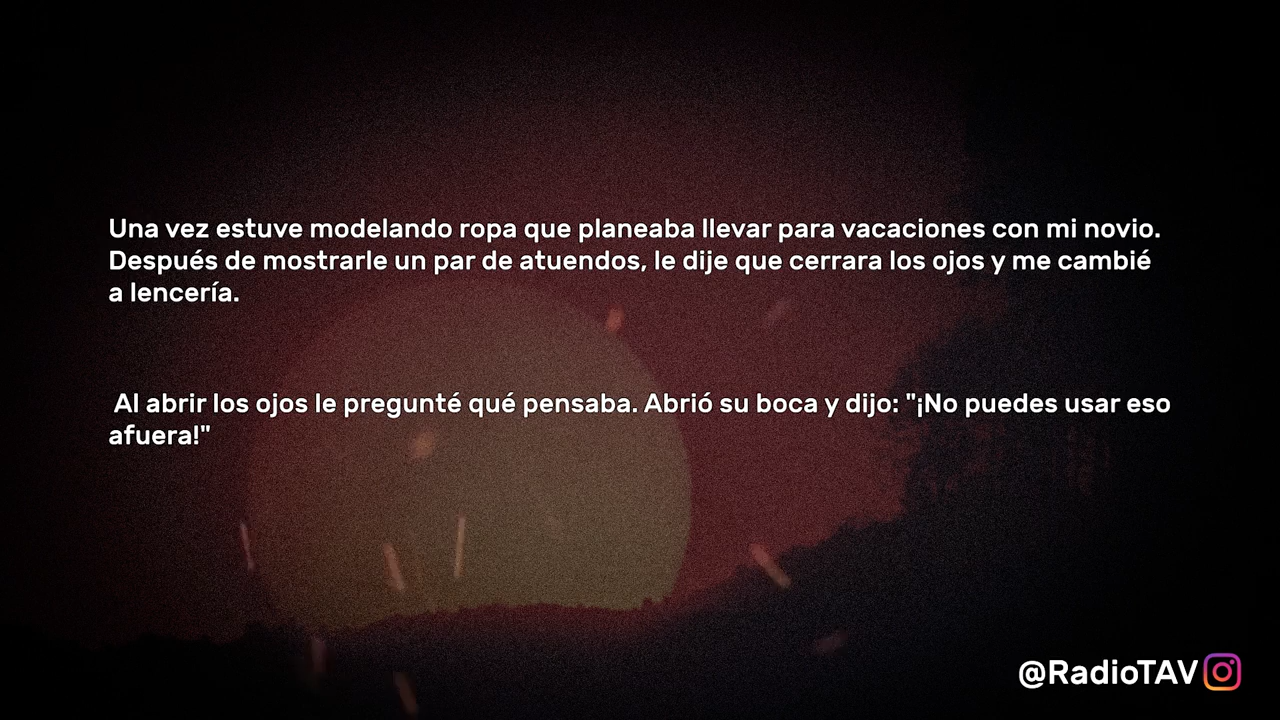 Una vez estuve modelando ropa que planeaba llevar para vacaciones con mi novio.
Después de mostrarle un par de atuendos, le dije que cerrara los ojos y me cambié
a lencería.
Al abrir los ojos le pregunté qué pensaba. Abrió su boca y dijo: "¡No puedes usar eso
afuera!"
@RadioTAV